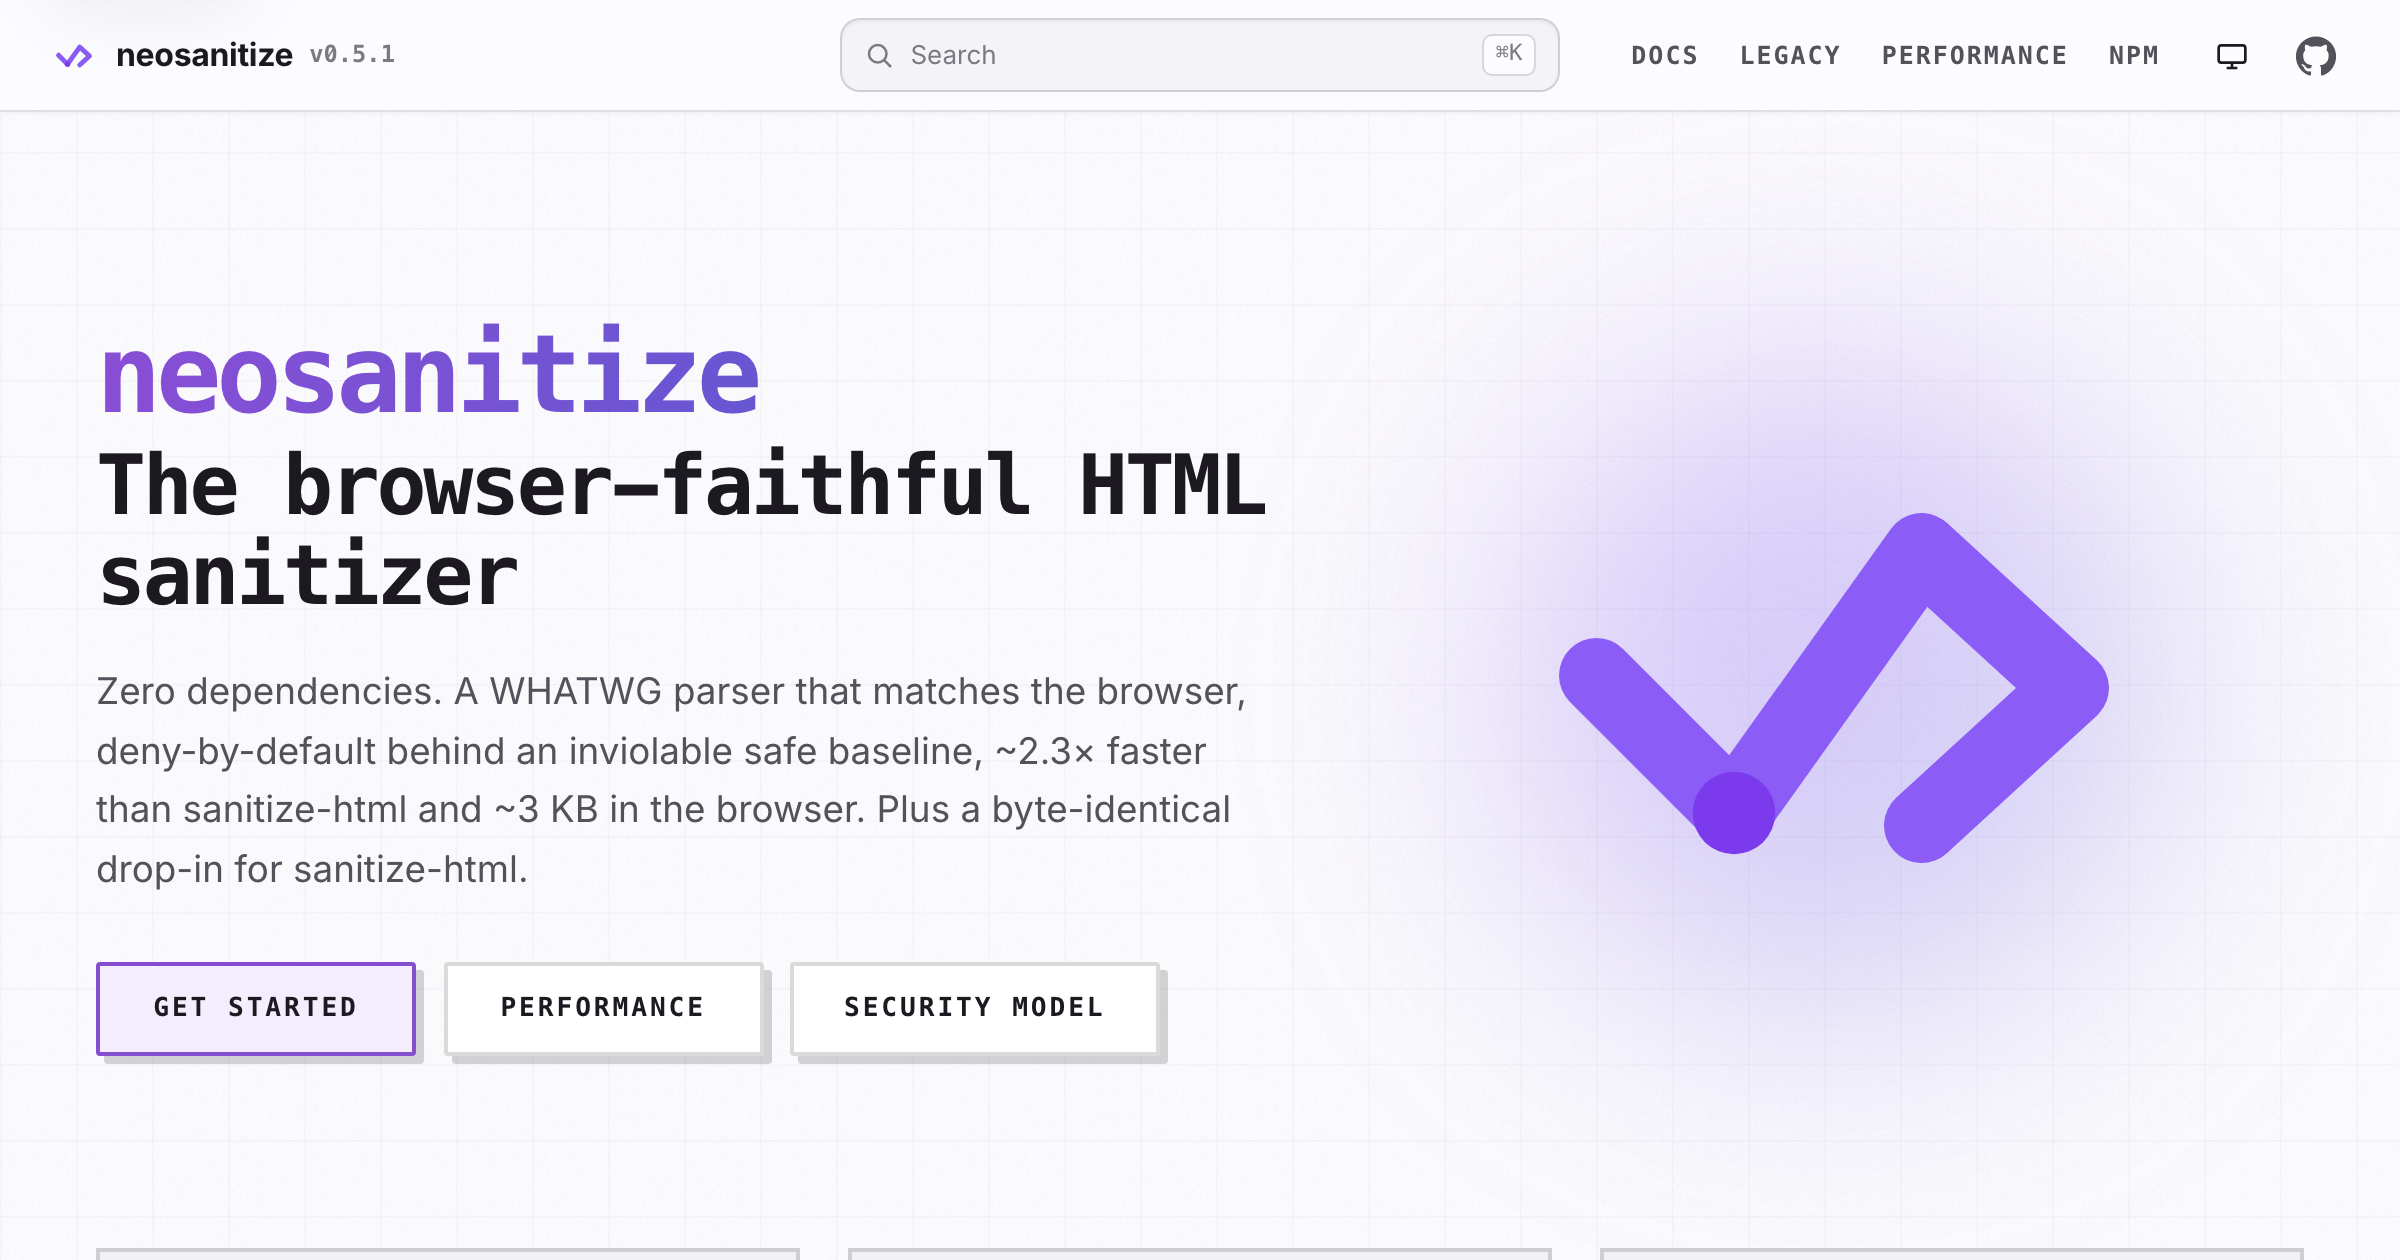 neosanitize v0.5.1
Search
⌘K
DOCS LEGACY PERFORMANCE NPM
neosanitize
The browser-faithful HTML
sanitizer
Zero dependencies. A WHATWG parser that matches the browser,
deny-by-default behind an inviolable safe baseline, ~2.3× faster
than sanitize-html and ~3 KB in the browser. Plus a byte-identical
drop-in for sanitize-html.
GET STARTED PERFORMANCE SECURITY MODEL